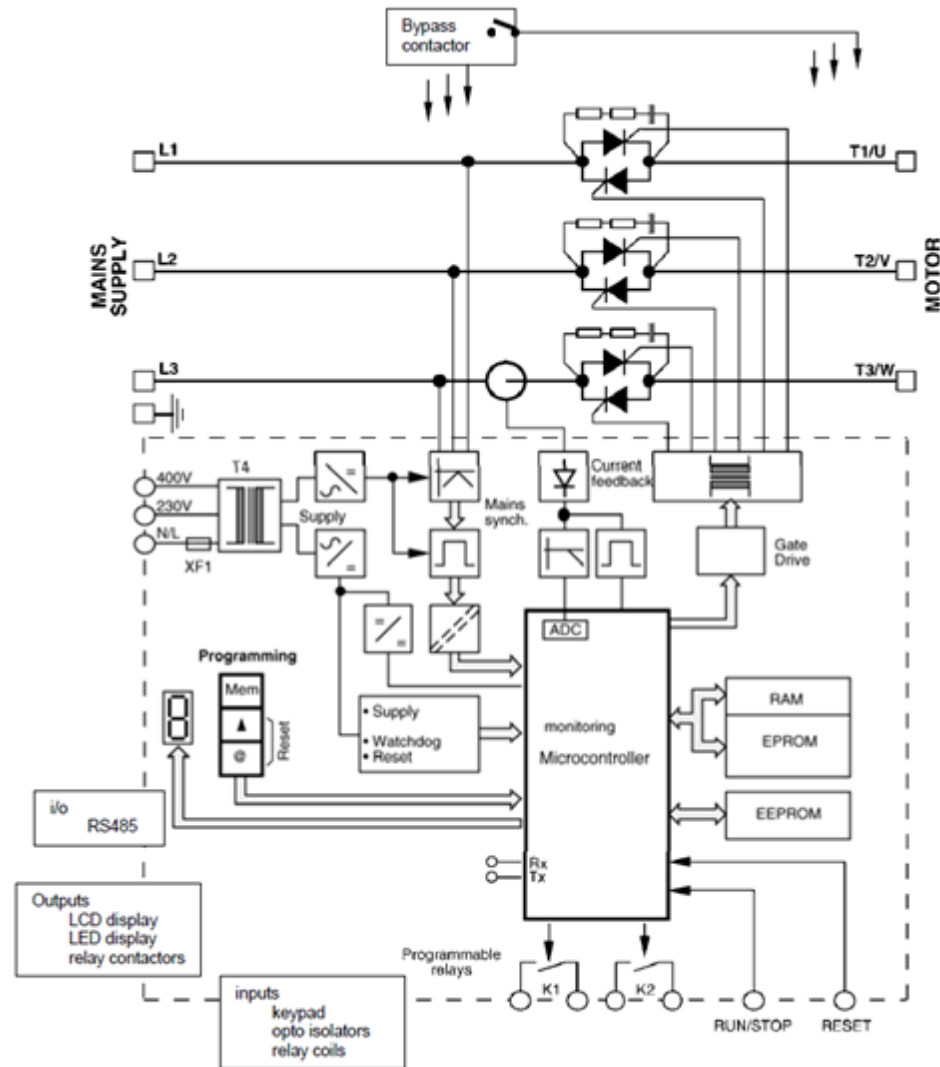 Bypass
contactor
L1
T1/U
L2
T2/V
MAINS
SUPPLY
MOTOR
L3
T3/W
400V
T4
230V
Supply
N/L
XF1
Mains
synch.
Current
feedback
Gate
Drive
ADC
Programming
Mem
▲
@
Reset
8
• Supply
• Watchdog
• Reset
monitoring
Microcontroller
RAM
EPROM
EEPROM
i/o
RS485
Rx
Tx
Outputs
LCD display
LED display
relay contactors
Programmable
relays
K1
K2
inputs
keypad
opto isolators
relay coils
RUN/STOP
RESET